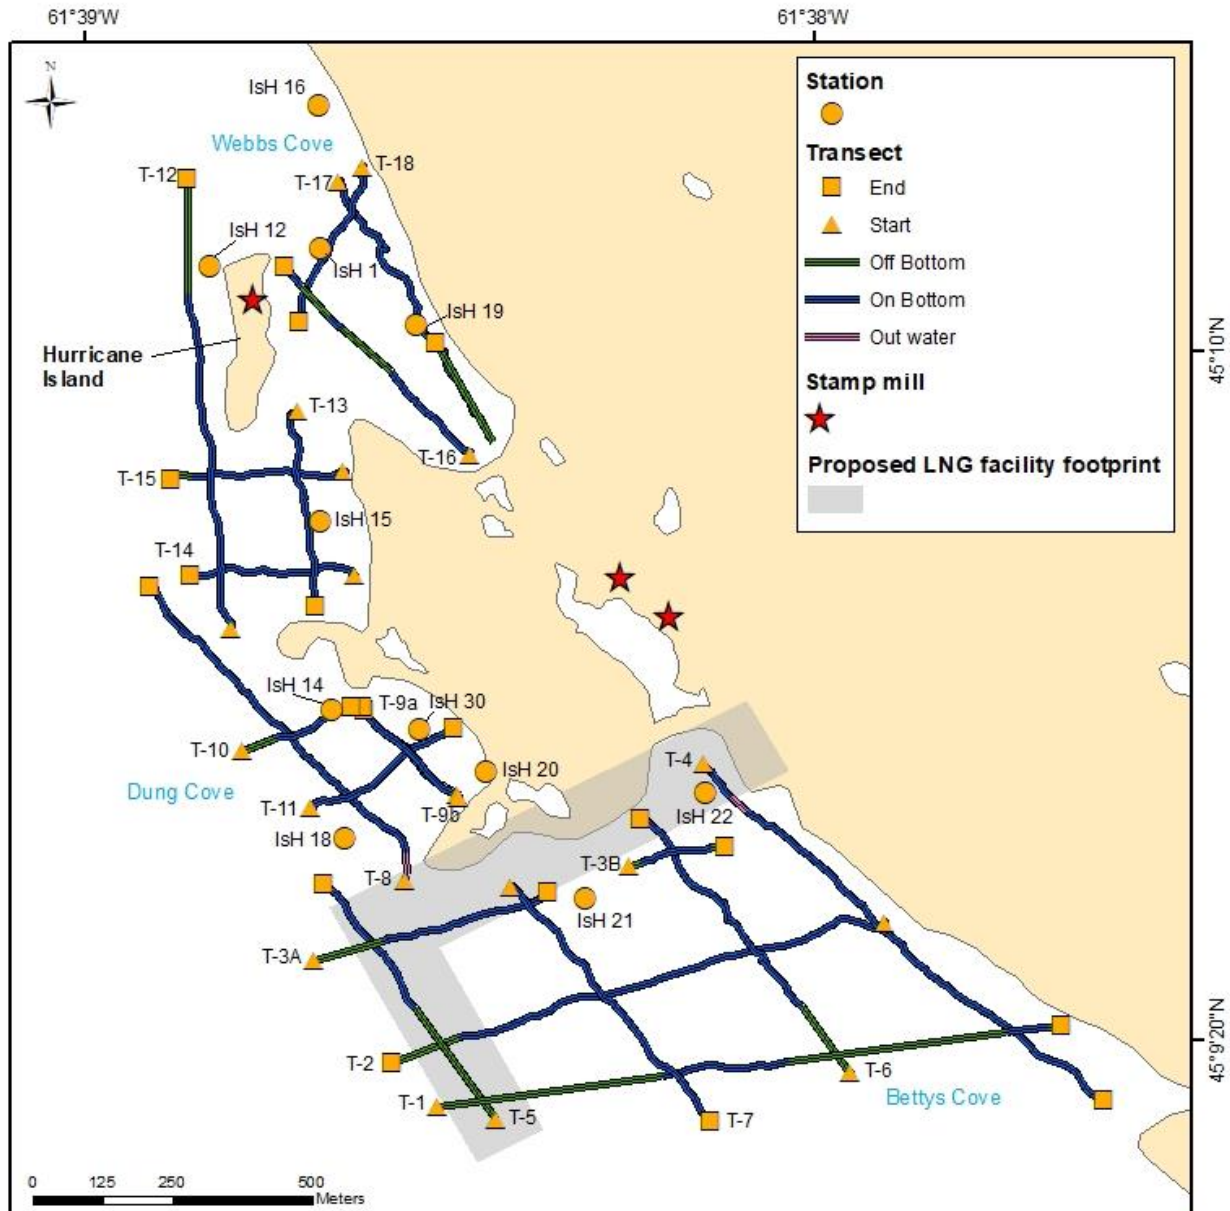 61°39'W
61°38'W
N
IsH 16
Webbs Cove
T-18
T-12
T-17
IsH 12
IsH 1
IsH 19
Hurricane
Island
T-13
T-16
T-15
IsH 15
T-14
IsH 14
T-9a
IsH 30
T-10
T-4
IsH 20
Dung Cove
T-11
T-9b
IsH 22
IsH 18
T-3B
T-8
IsH 21
T-3A
T-2
T-6
T-1
T-5
T-7
Bettys Cove
Station
Transect
End
Start
Off Bottom
On Bottom
Out water
Stamp mill
Proposed LNG facility footprint
45°10'N
45°9'20"N
0 125 250 500
Meters